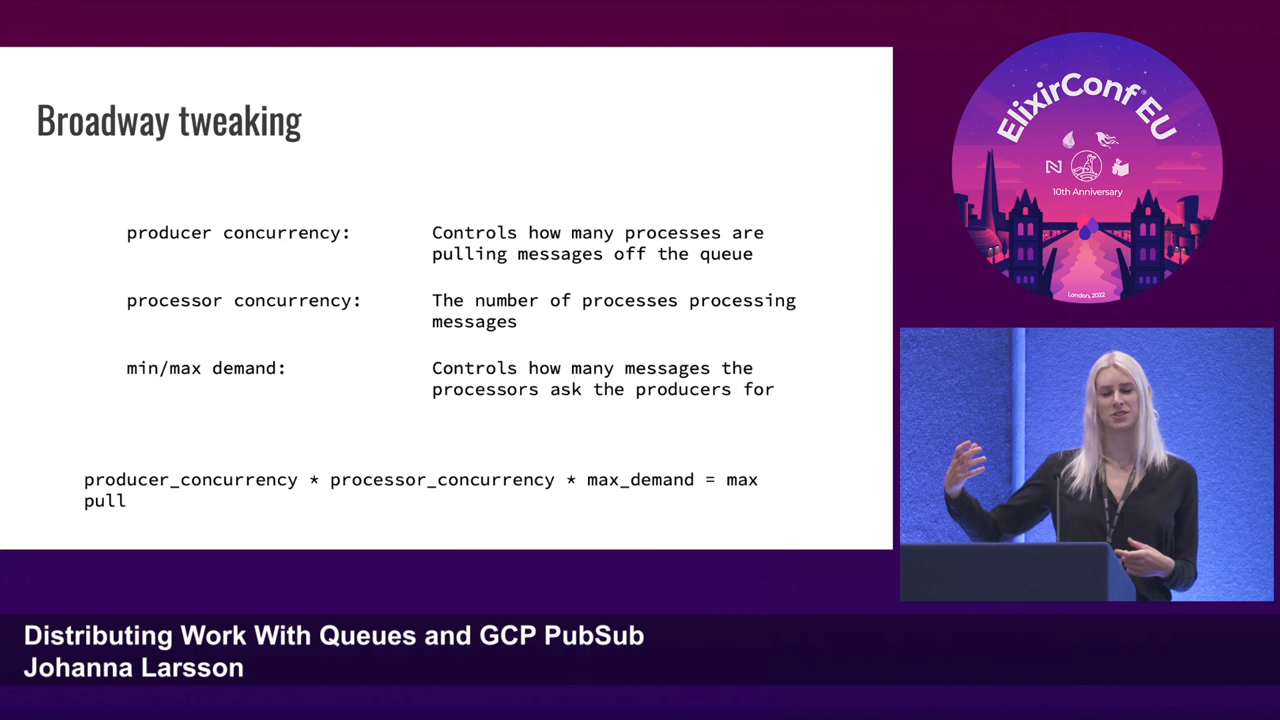 Broadway tweaking
producer concurrency:
Controls how many processes are
pulling messages off the queue
processor concurrency:
The number of processes processing
messages
min/max demand:
Controls how many messages the
processors ask the producers for
producer_concurrency * processor_concurrency * max_demand = max
pull
ElixirConf® EU
10th Anniversary
London, 2022
Distributing Work With Queues and GCP PubSub
Johanna Larsson